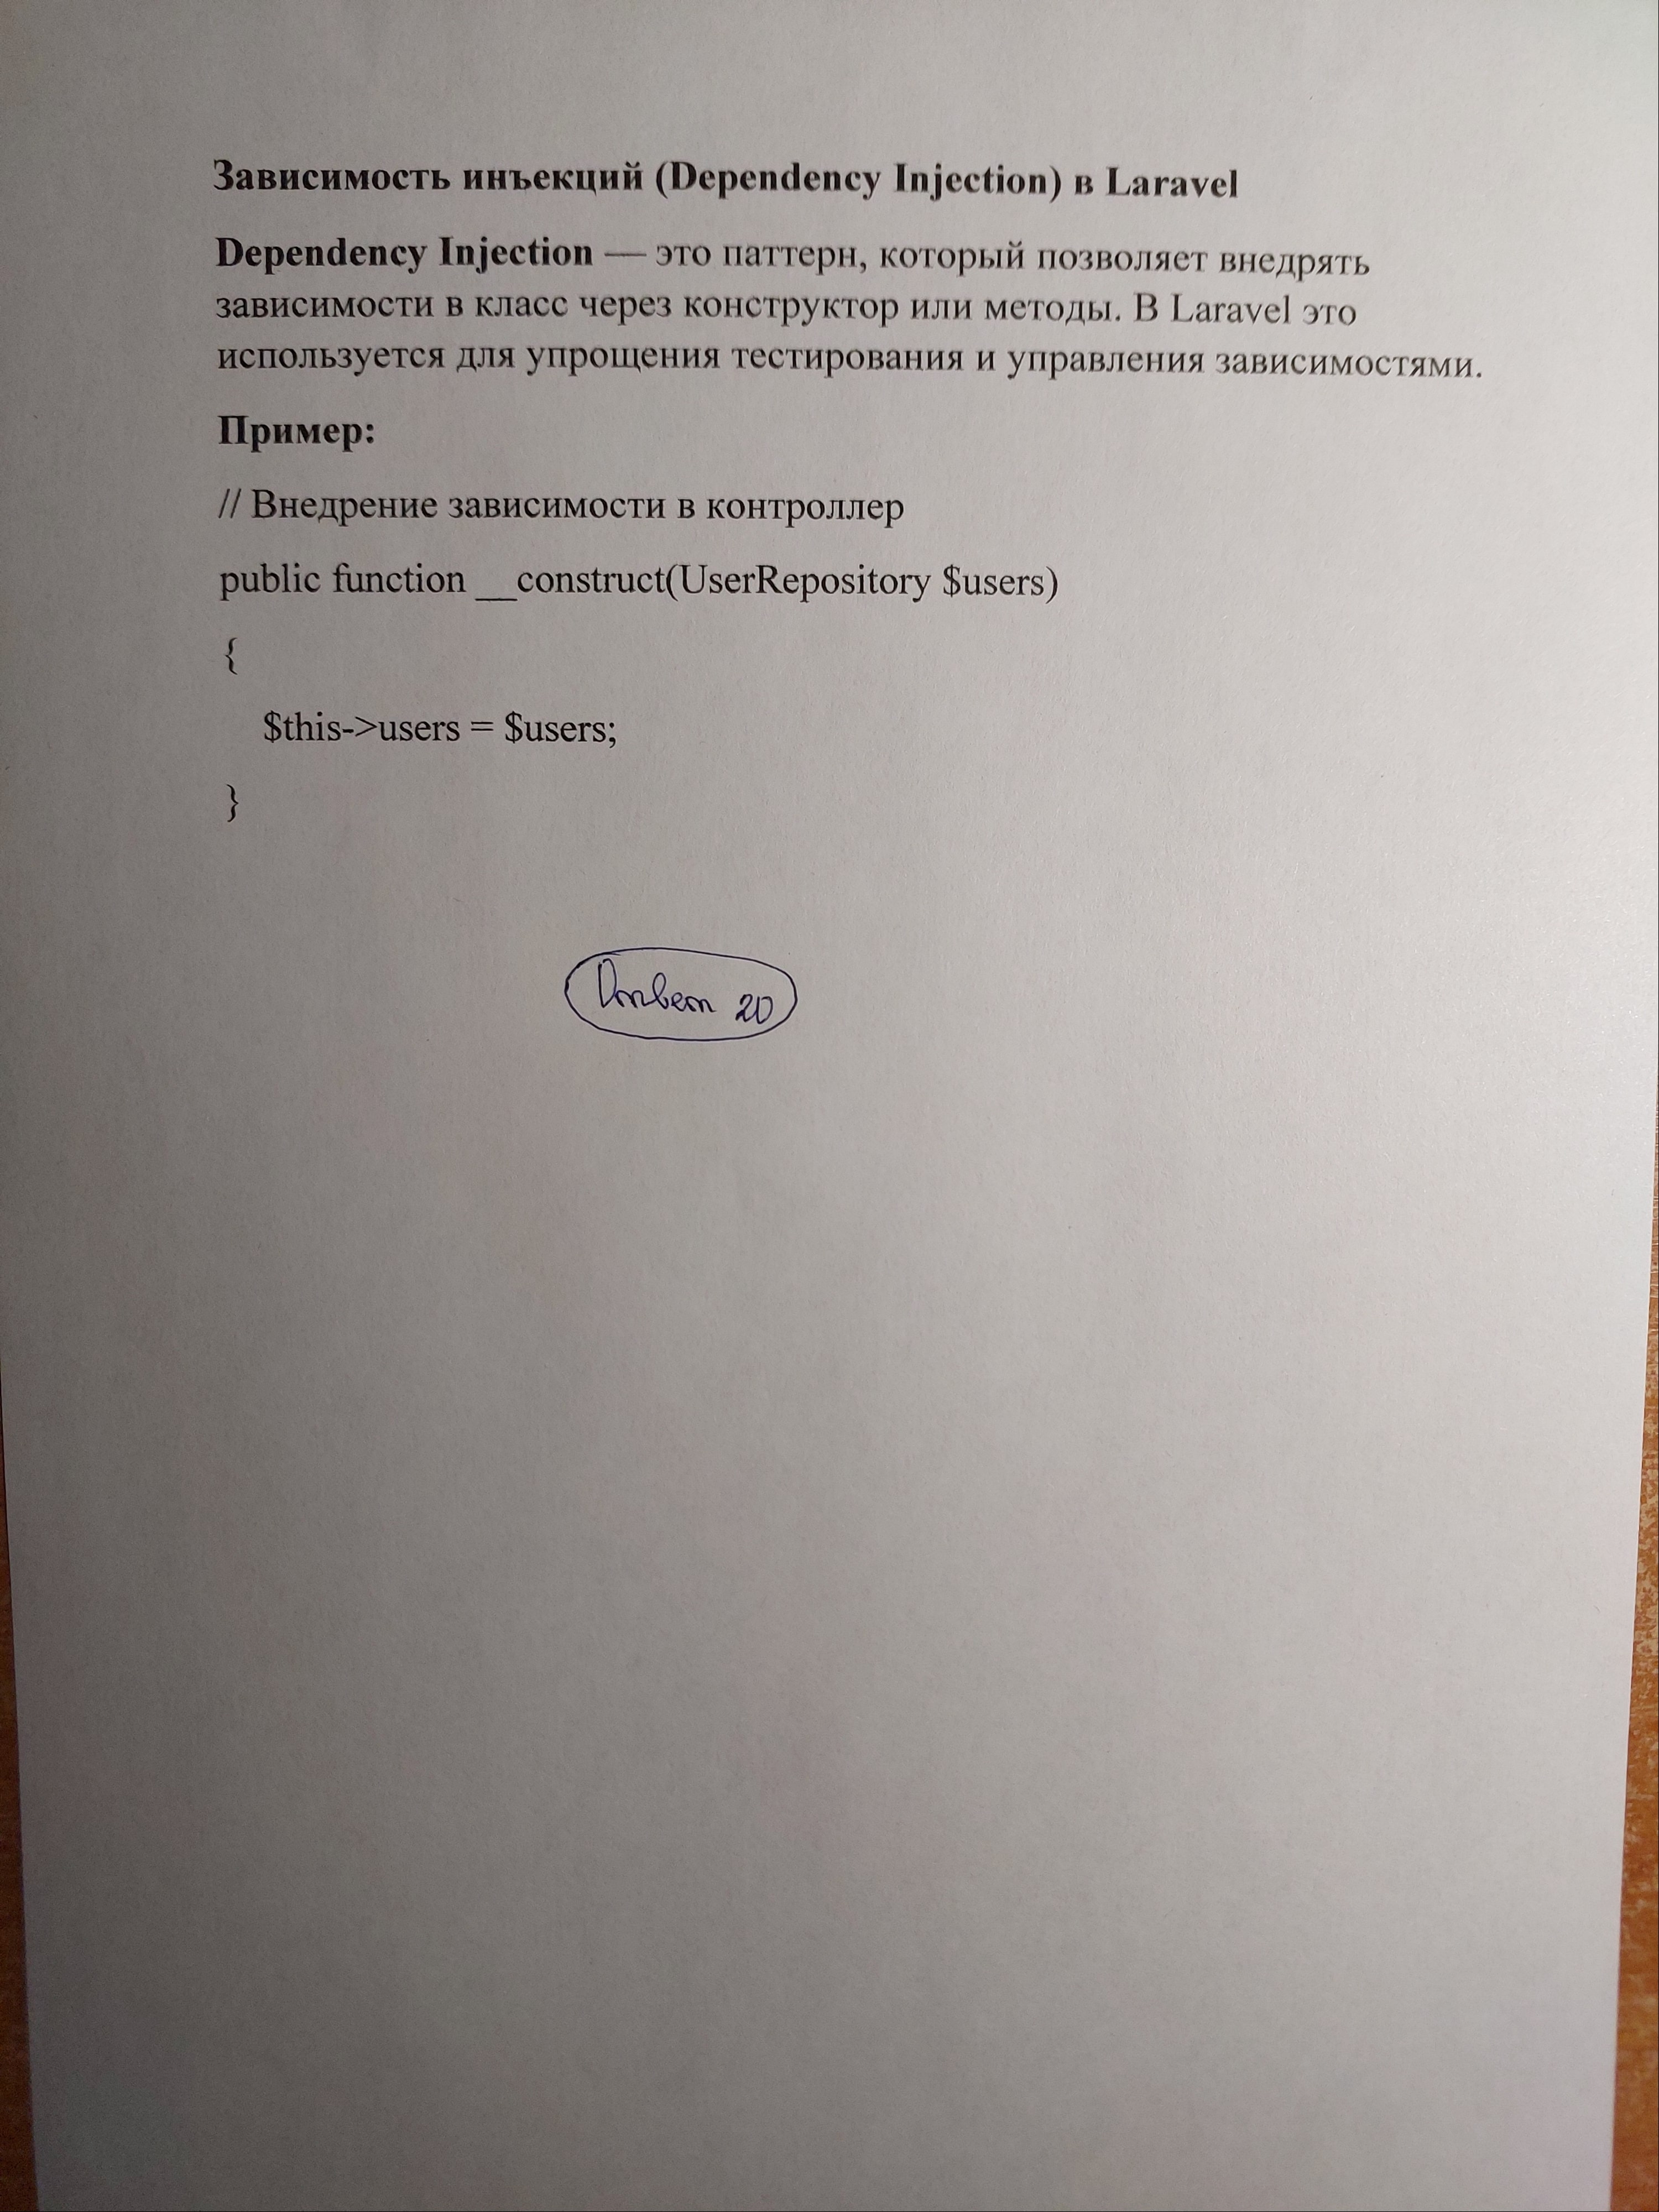 Зависимость инъекций (Dependency Injection) в Laravel
Dependency Injection — это паттерн, который позволяет внедрять
зависимости в класс через конструктор или методы. В Laravel это
используется для упрощения тестирования и управления зависимостями.
Пример:
// Внедрение зависимости в контроллер
public function __construct(UserRepository $users)
{
    $this->users = $users;
}
Ответ 20